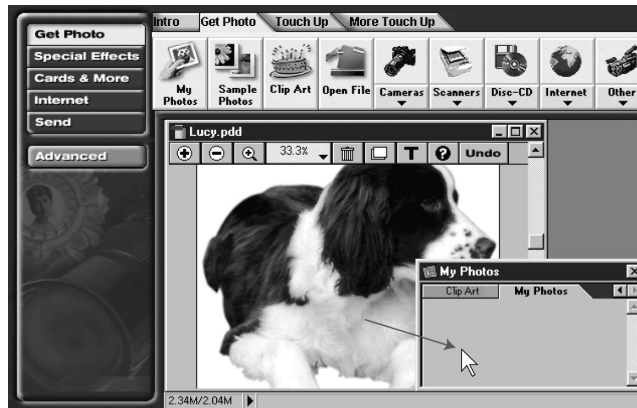 Get Photo
Special Effects
Cards & More
Internet
Send
Advanced
Intro Get Photo Touch Up More Touch Up
My Photos
Sample Photos
Clip Art
Open File
Cameras
Scanners
Disc-CD
Internet
Other
Lucy.pdd
33.3% T ? Undo
My Photos
Clip Art My Photos
2.34M/2.04M